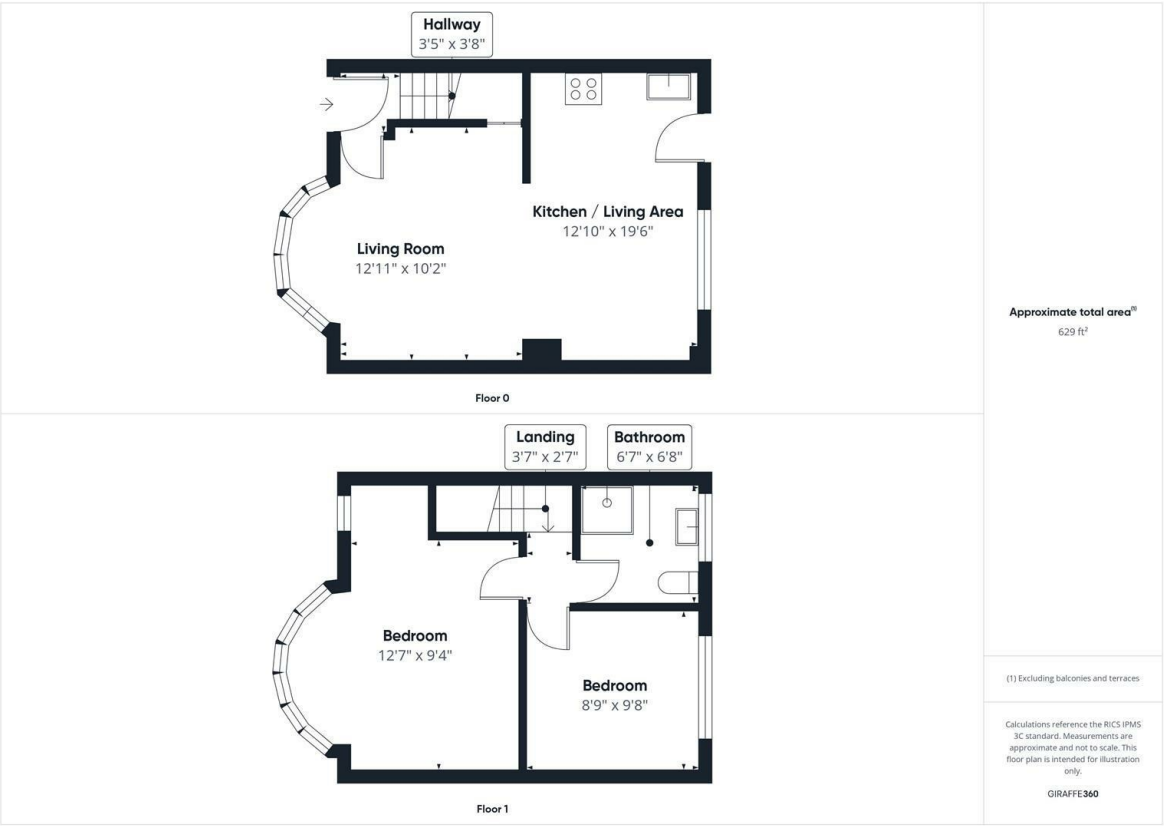 Hallway
3'5" x 3'8"
Kitchen / Living Area
12'10" x 19'6"
Living Room
12'11" x 10'2"
Floor 0
Landing
3'7" x 2'7"
Bathroom
6'7" x 6'8"
Bedroom
12'7" x 9'4"
Bedroom
8'9" x 9'8"
Floor 1
Approximate total area(1)
629 ft²
(1) Excluding balconies and terraces
Calculations reference the RICS IPMS
3C standard. Measurements are
approximate and not to scale. This
floor plan is intended for illustration
only.
GIRAFFE360